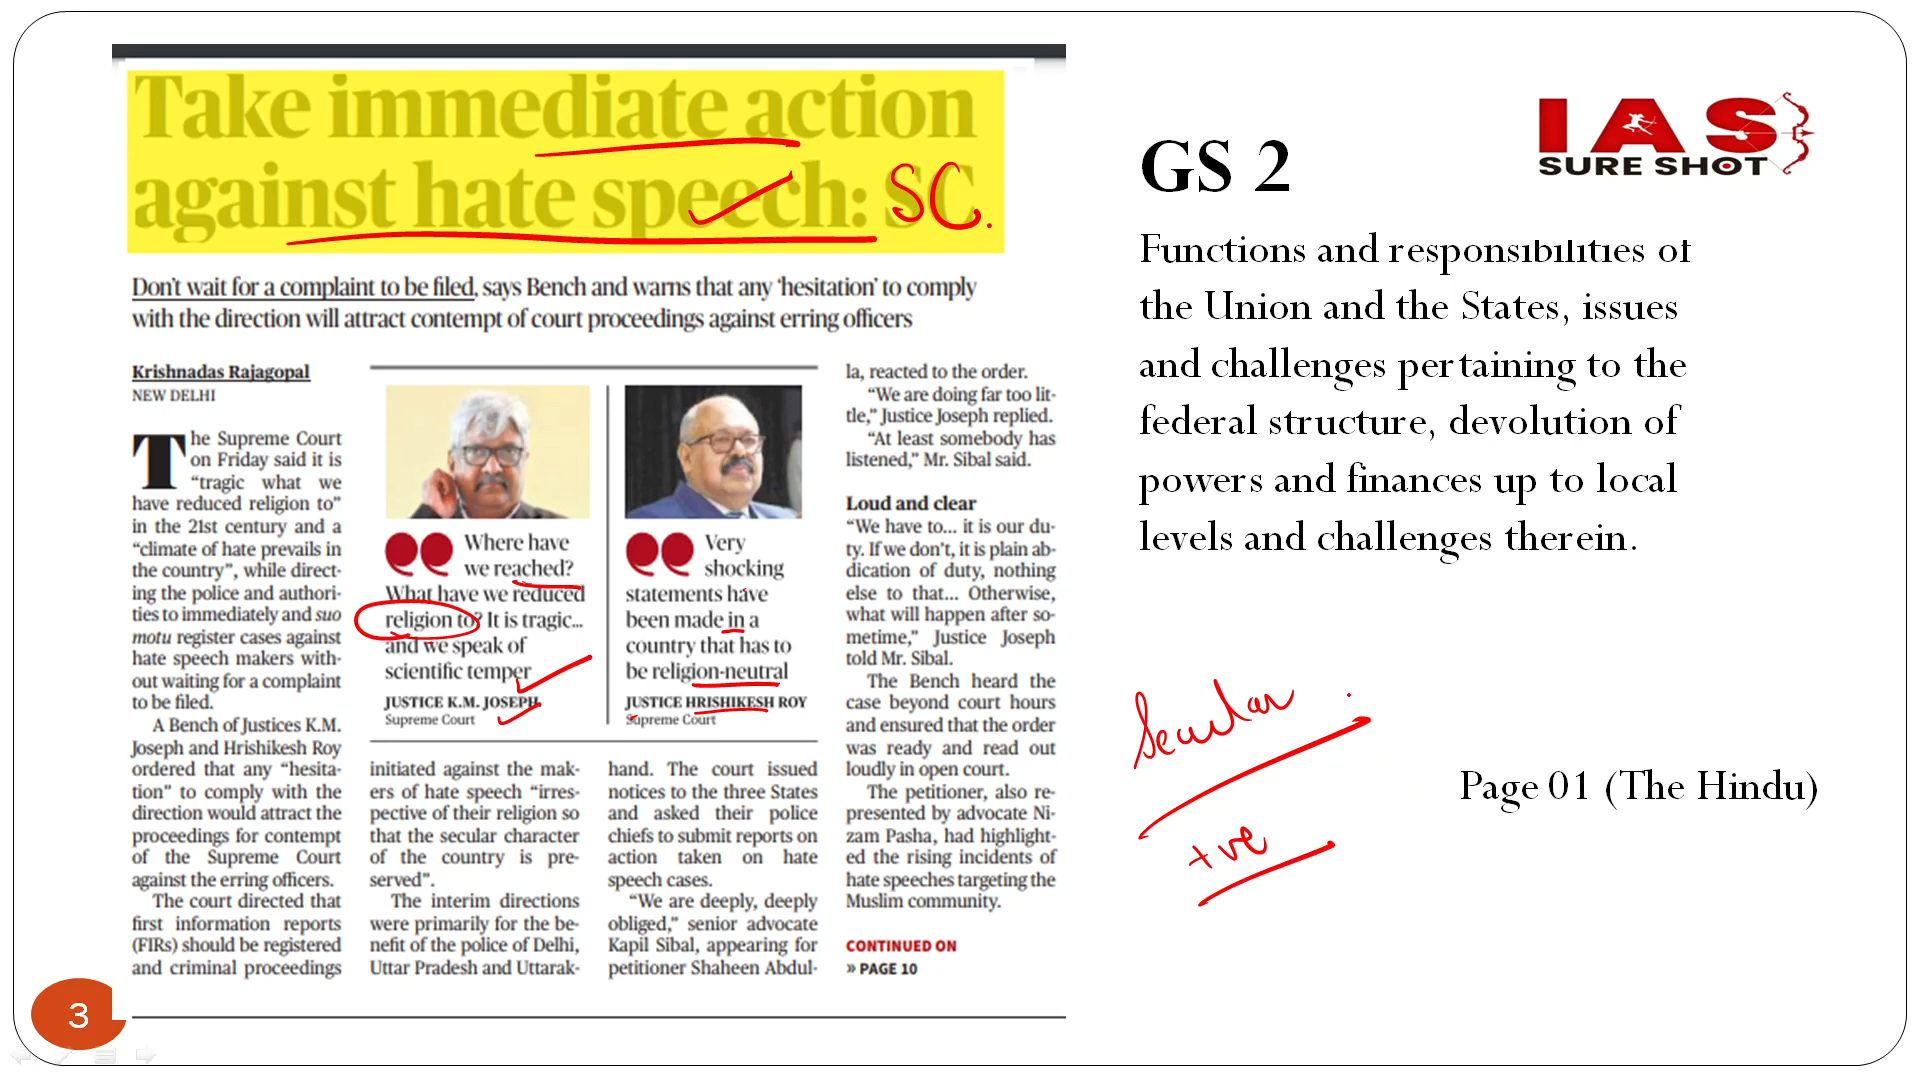 Take immediate action
against hate speech: SC
SC.
Don't wait for a complaint to be filed, says Bench and warns that any 'hesitation' to comply
with the direction will attract contempt of court proceedings against erring officers
Krishnadas Rajagopal
NEW DELHI
The Supreme Court
on Friday said it is
“tragic what we
have reduced religion to”
in the 21st century and a
“climate of hate prevails in
the country”, while direct-
ing the police and authori-
ties to immediately and suo
motu register cases against
hate speech makers with-
out waiting for a complaint
to be filed.
A Bench of Justices K.M.
Joseph and Hrishikesh Roy
ordered that any “hesita-
tion” to comply with the
direction would attract the
proceedings for contempt
of the Supreme Court
against the erring officers.
The court directed that
first information reports
(FIRs) should be registered
and criminal proceedings
Where have
we reached?
What have we reduced
religion to? It is tragic...
and we speak of
scientific temper
JUSTICE K.M. JOSEPH
Supreme Court
Very
shocking
statements have
been made in a
country that has to
be religion-neutral
JUSTICE HRISHIKESH ROY
Supreme Court
initiated against the mak-
ers of hate speech “irres-
pective of their religion so
that the secular character
of the country is pre-
served”.
The interim directions
were primarily for the be-
nefit of the police of Delhi,
Uttar Pradesh and Uttarak-
hand. The court issued
notices to the three States
and asked their police
chiefs to submit reports on
action taken on hate
speech cases.
“We are deeply, deeply
obliged,” senior advocate
Kapil Sibal, appearing for
petitioner Shaheen Abdul-
la, reacted to the order.
“We are doing far too lit-
tle,” Justice Joseph replied.
“At least somebody has
listened,” Mr. Sibal said.
Loud and clear
“We have to... it is our du-
ty. If we don't, it is plain ab-
dication of duty, nothing
else to that... Otherwise,
what will happen after so-
metime,” Justice Joseph
told Mr. Sibal.
The Bench heard the
case beyond court hours
and ensured that the order
was ready and read out
loudly in open court.
The petitioner, also re-
presented by advocate Ni-
zam Pasha, had highlight-
ed the rising incidents of
hate speeches targeting the
Muslim community.
CONTINUED ON
» PAGE 10
IAS
SURE SHOT
GS 2
Functions and responsibilities of
the Union and the States, issues
and challenges pertaining to the
federal structure, devolution of
powers and finances up to local
levels and challenges therein.
Secular
+ve
Page 01 (The Hindu)
3